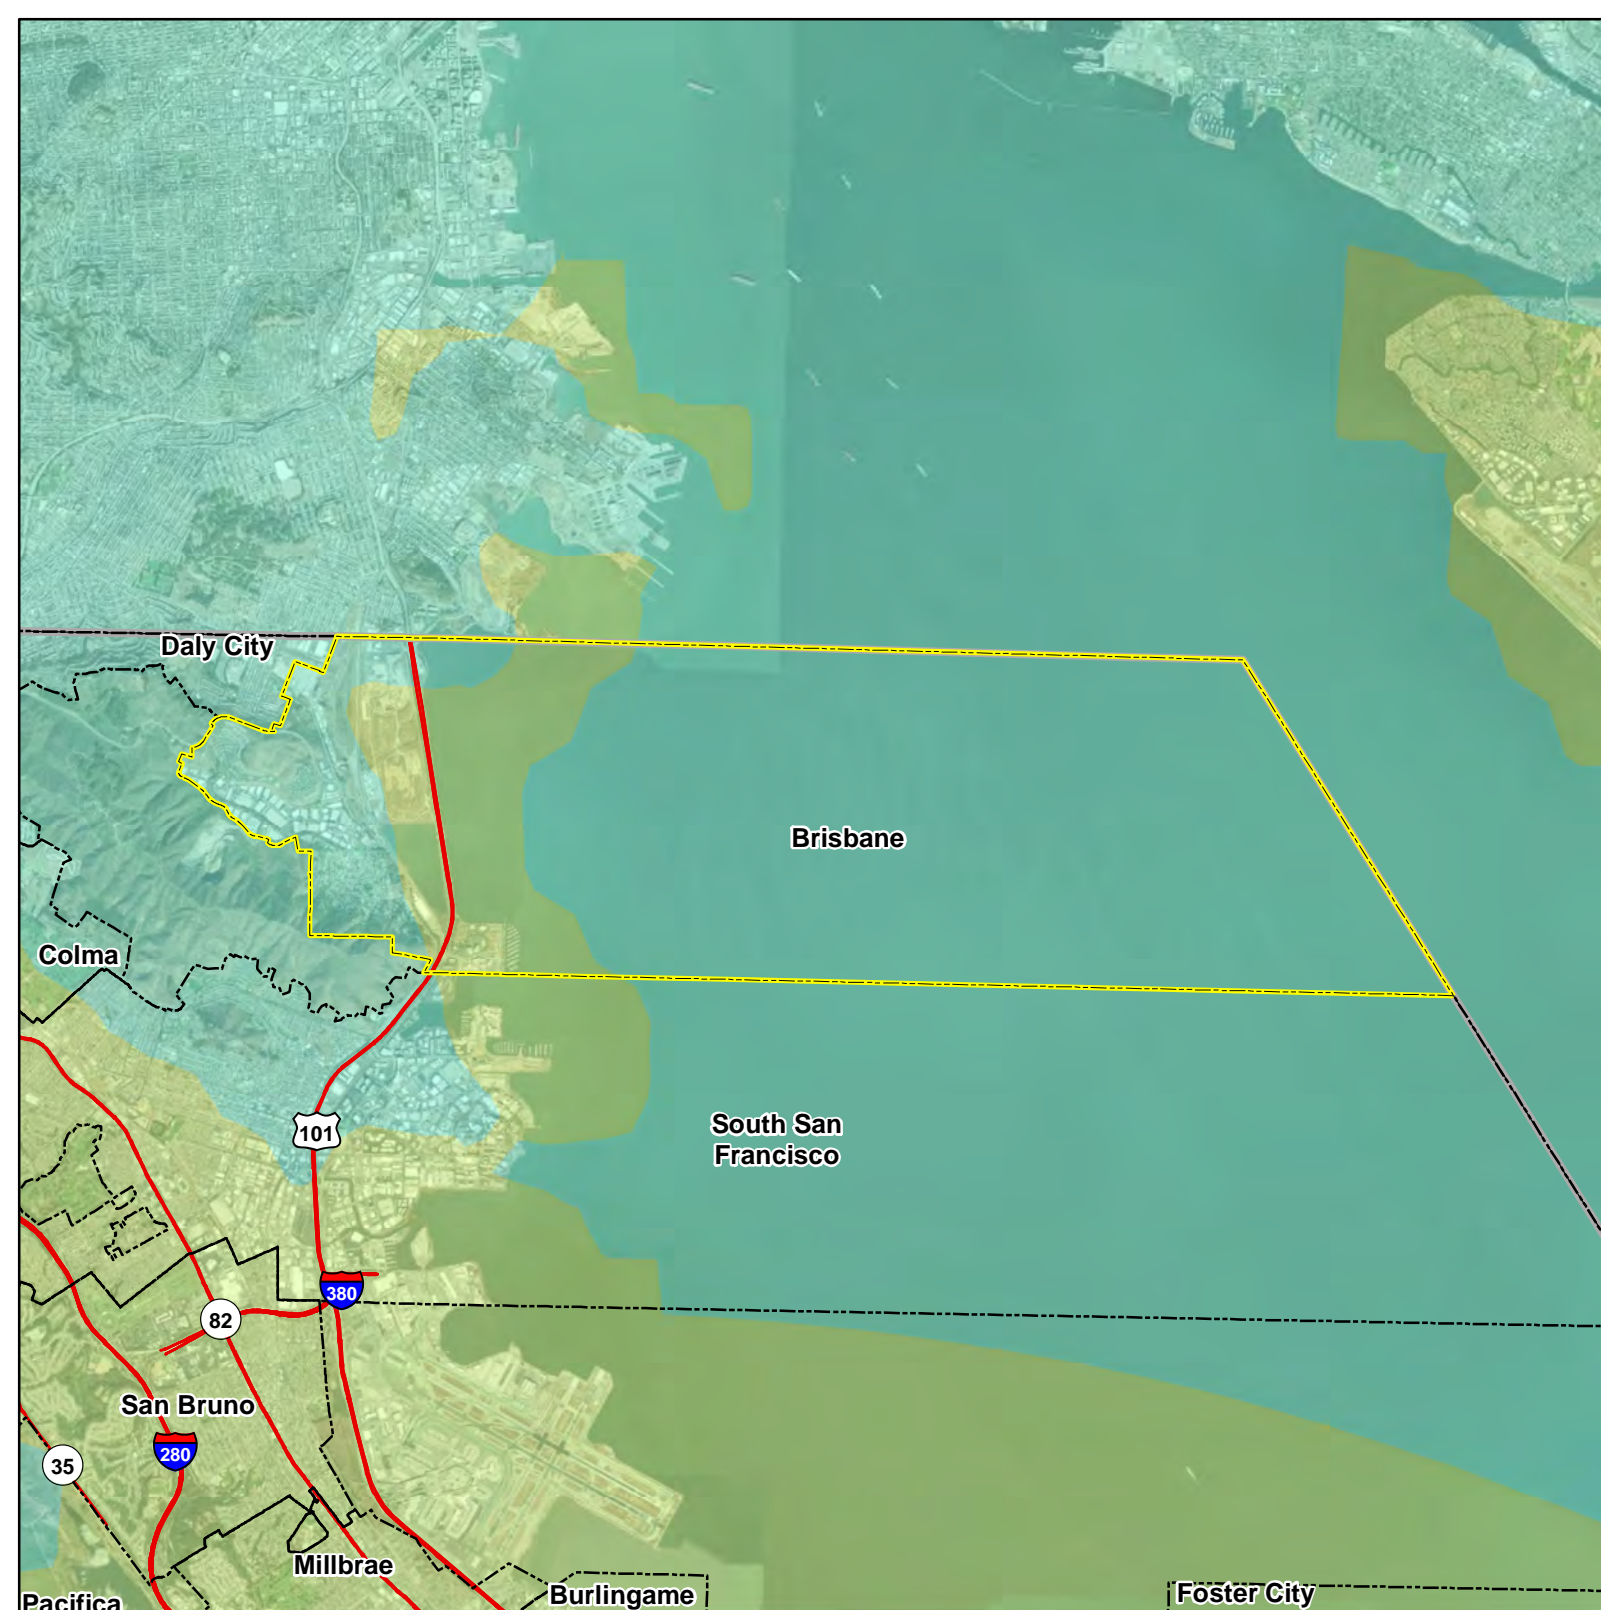 Daly City
Brisbane
Colma
South San
Francisco
101
380
82
San Bruno
280
35
Millbrae
Burlingame
Foster City
Pacifica